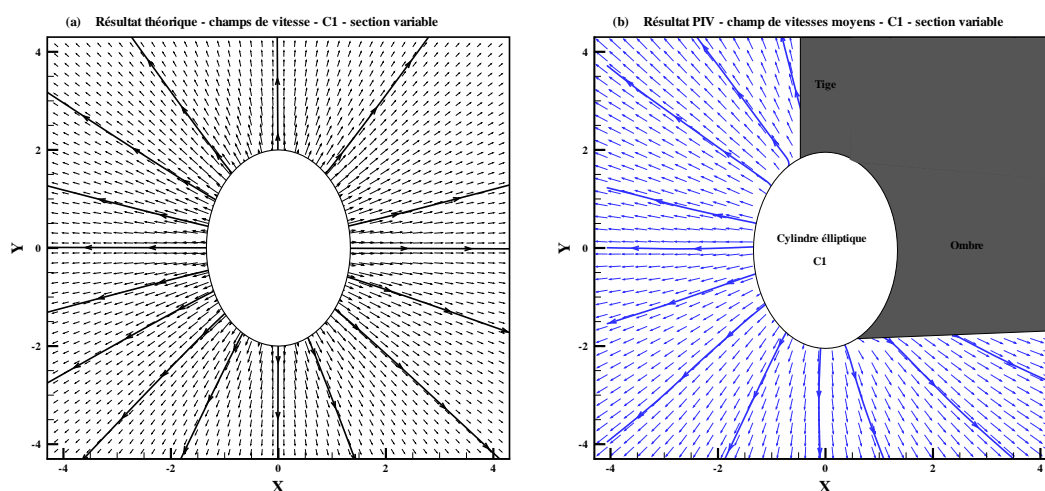 (a) Résultat théorique - champs de vitesse - C1 - section variable
4
2
0
-2
-4
Y
-4
-2
0
2
4
X
(b) Résultat PIV - champ de vitesses moyens - C1 - section variable
4
2
0
-2
-4
Y
Tige
Cylindre élliptique
C1
Ombre
-4
-2
0
2
4
X